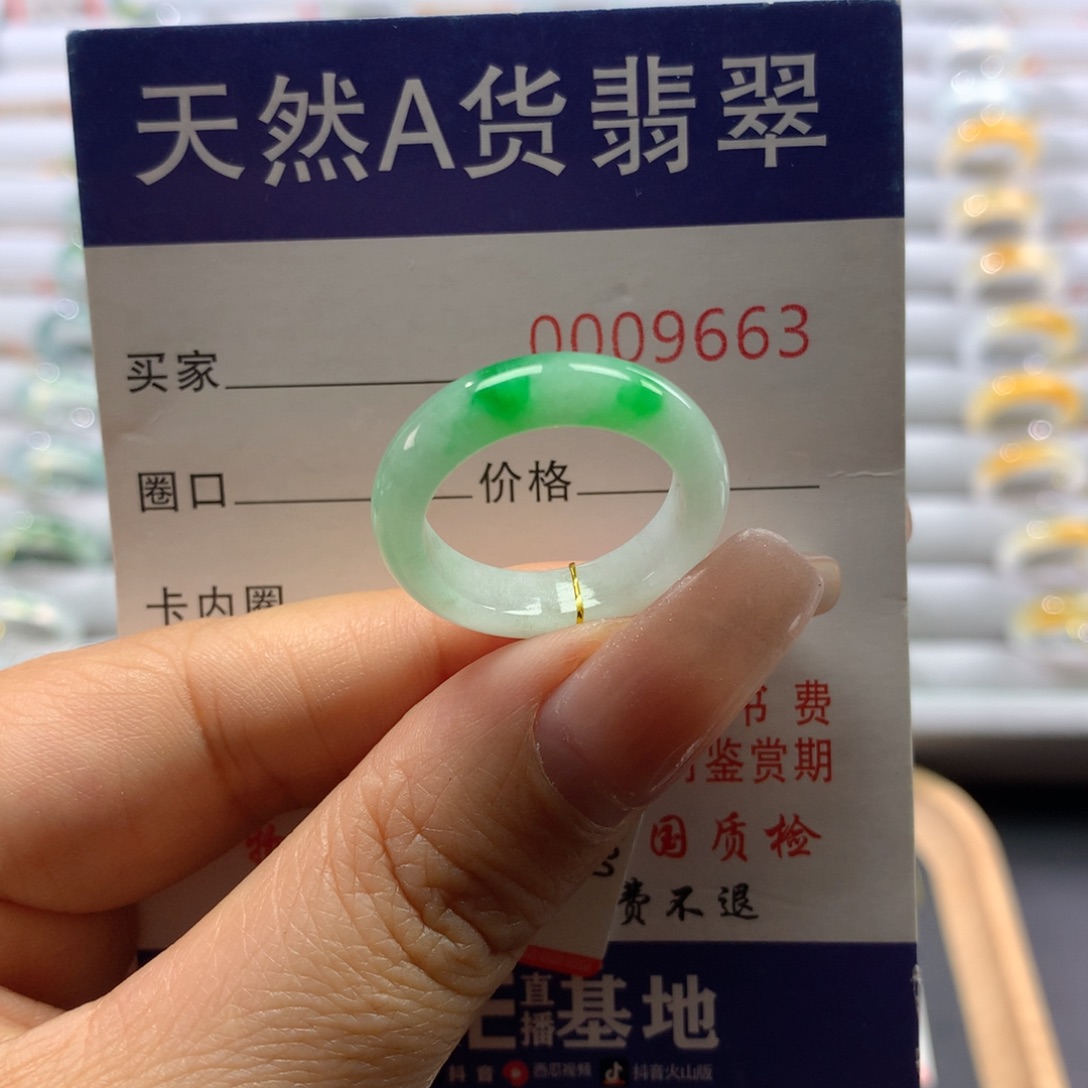 天然A货翡翠
0009663
买家
圈口 价格
卡内圈
书费
鉴赏期
国质检
费不退
直播基地
抖音 西瓜视频 抖音火山版